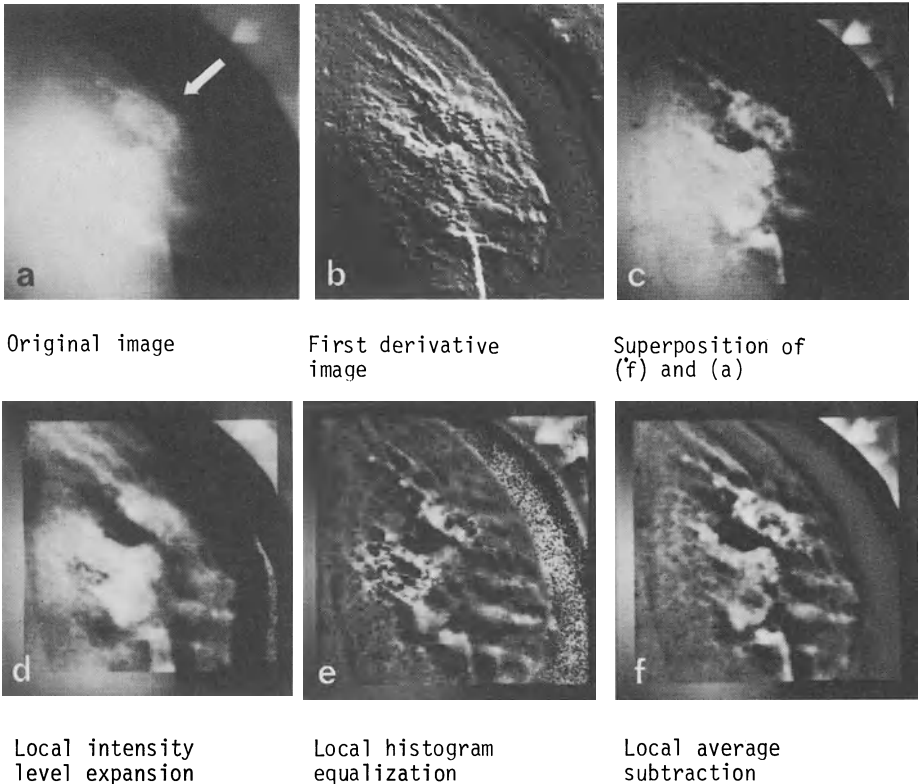 a
b
c
Original image
First derivative
image
Superposition of
(f) and (a)
d
e
f
Local intensity
level expansion
Local histogram
equalization
Local average
subtraction